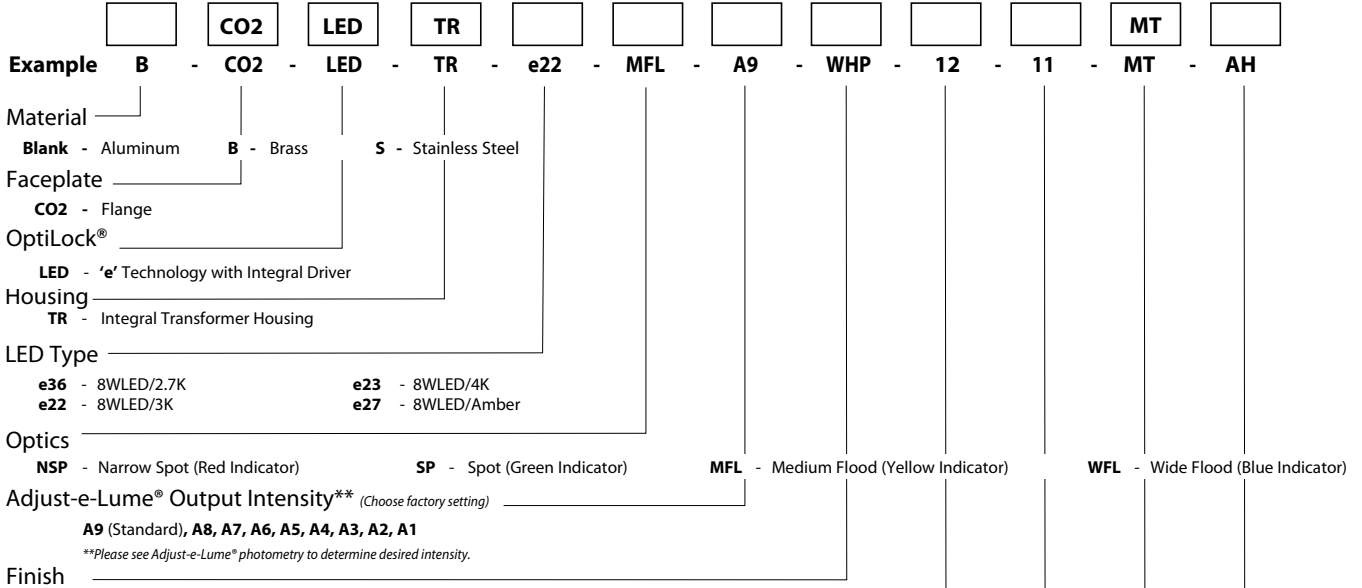 CO2 LED TR MT
Example B - CO2 - LED - TR - e22 - MFL - A9 - WHP - 12 - 11 - MT - AH
Material
Blank - Aluminum B - Brass S - Stainless Steel
Faceplate
CO2 - Flange
OptiLock®
LED - ‘e’ Technology with Integral Driver
Housing
TR - Integral Transformer Housing
LED Type
e36 - 8WLED/2.7K e23 - 8WLED/4K
e22 - 8WLED/3K e27 - 8WLED/Amber
Optics
NSP - Narrow Spot (Red Indicator) SP - Spot (Green Indicator) MFL - Medium Flood (Yellow Indicator) WFL - Wide Flood (Blue Indicator)
Adjust-e-Lume® Output Intensity** (Choose factory setting)
A9 (Standard), A8, A7, A6, A5, A4, A3, A2, A1
**Please see Adjust-e-Lume® photometry to determine desired intensity.
Finish